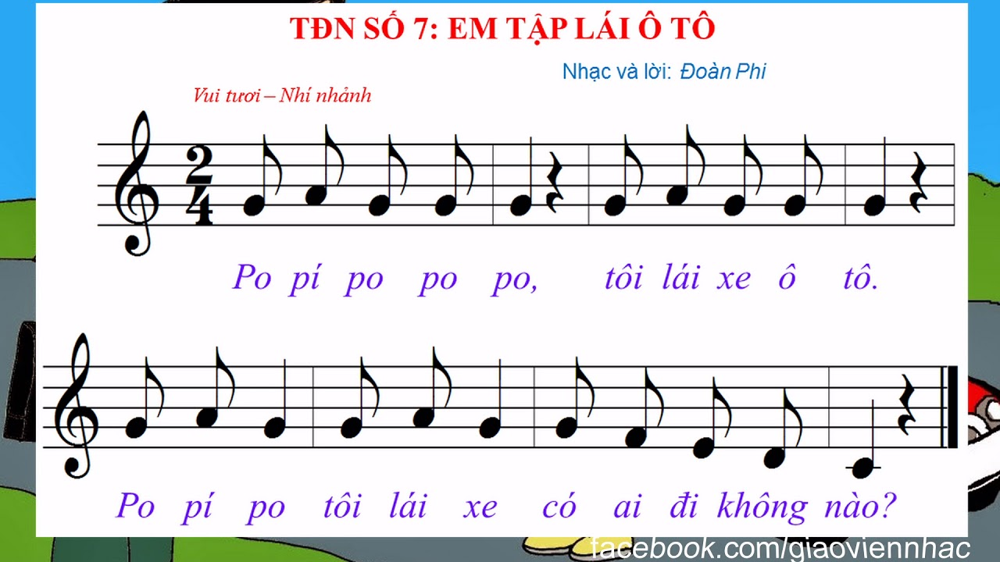 TĐN SỐ 7: EM TẬP LÁI Ô TÔ
Nhạc và lời: Đoàn Phi
Vui tươi – Nhí nhảnh
2
4
Po pí po po po, tôi lái xe ô tô.
Po pí po tôi lái xe có ai đi không nào?
facebook.com/giaoviennhac